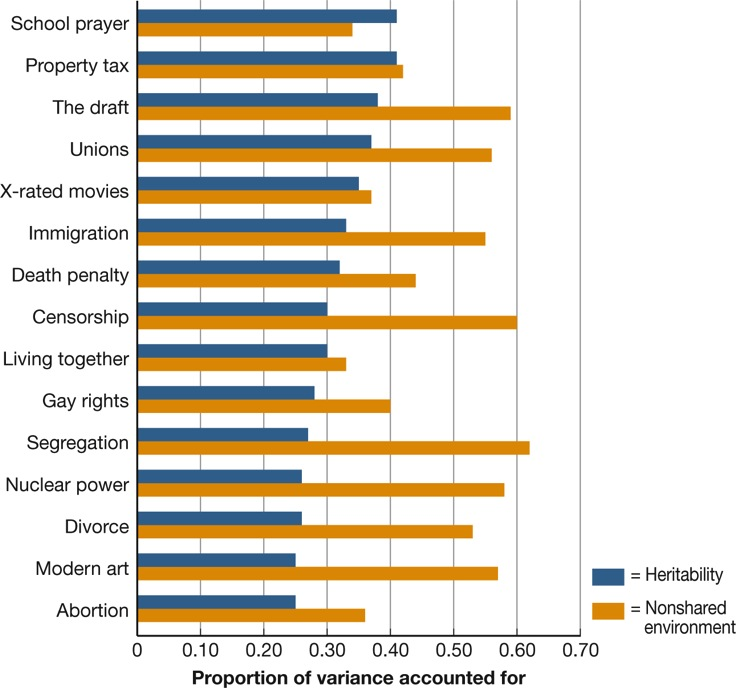 School prayer
Property tax
The draft
Unions
X-rated movies
Immigration
Death penalty
Censorship
Living together
Gay rights
Segregation
Nuclear power
Divorce
Modern art
Abortion
= Heritability
= Nonshared
environment
0 0.10 0.20 0.30 0.40 0.50 0.60 0.70
Proportion of variance accounted for